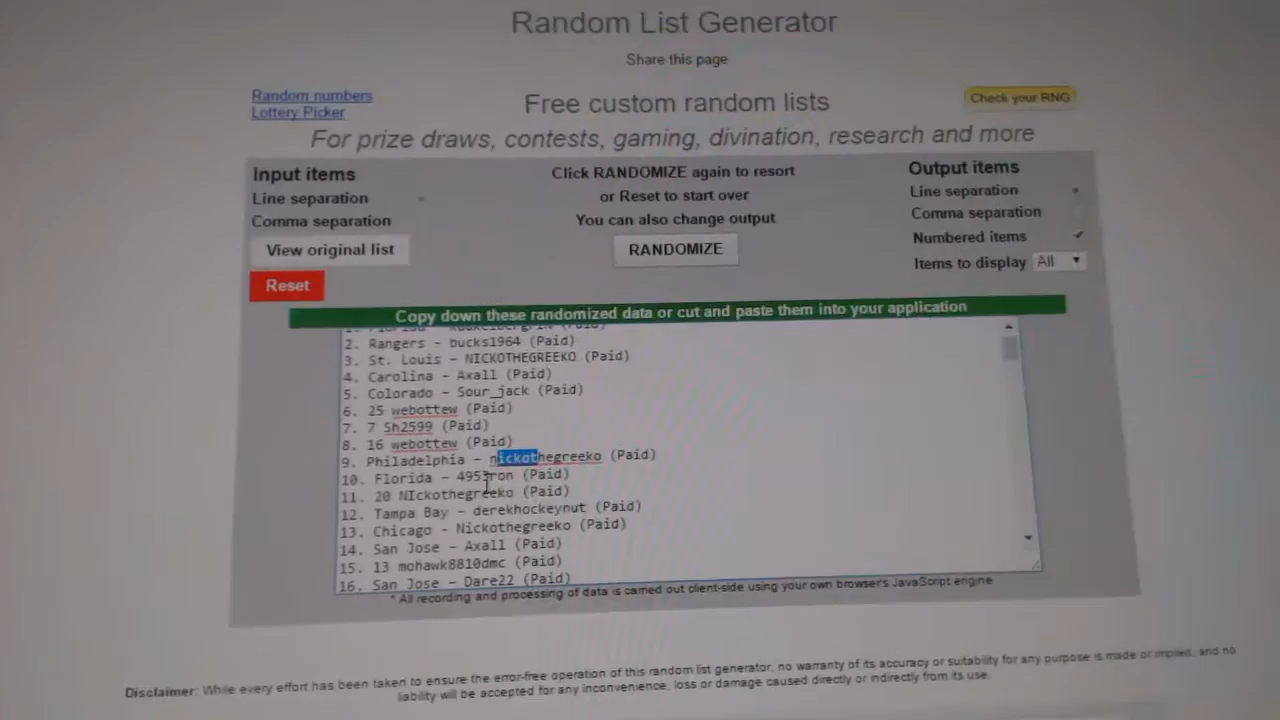 Random List Generator
Share this page
Random numbers
Lottery Picker
Free custom random lists
Check your RNG
For prize draws, contests, gaming, divination, research and more
Input items
Line separation
Comma separation
View original list
Reset
Click RANDOMIZE again to resort
or Reset to start over
You can also change output
RANDOMIZE
Output items
Line separation
Comma separation
Numbered items
Items to display All
Copy down these randomized data or cut and paste them into your application
1. Florida - (Paid)
2. Rangers - bucks1964 (Paid)
3. St. Louis - NICKOTHEGREEKO (Paid)
4. Carolina - Axall (Paid)
5. Colorado - Sour_jack (Paid)
6. 25 webottew (Paid)
7. 7 Sh2599 (Paid)
8. 16 webottew (Paid)
9. Philadelphia - nickothegreeko (Paid)
10. Florida - 4953ron (Paid)
11. 20 NIckothegreeko (Paid)
12. Tampa Bay - derekhockeynut (Paid)
13. Chicago - Nickothegreeko (Paid)
14. San Jose - Axall (Paid)
15. 13 mohawk8810dmc (Paid)
16. San Jose - Dare22 (Paid)
* All recording and processing of data is carried out client-side using your own browser's JavaScript engine
Disclaimer: While every effort has been taken to ensure the error-free operation of this random list generator, no warranty of its accuracy or suitability for any purpose is made or implied, and no
liability will be accepted for any inconvenience, loss or damage caused directly or indirectly from its use.